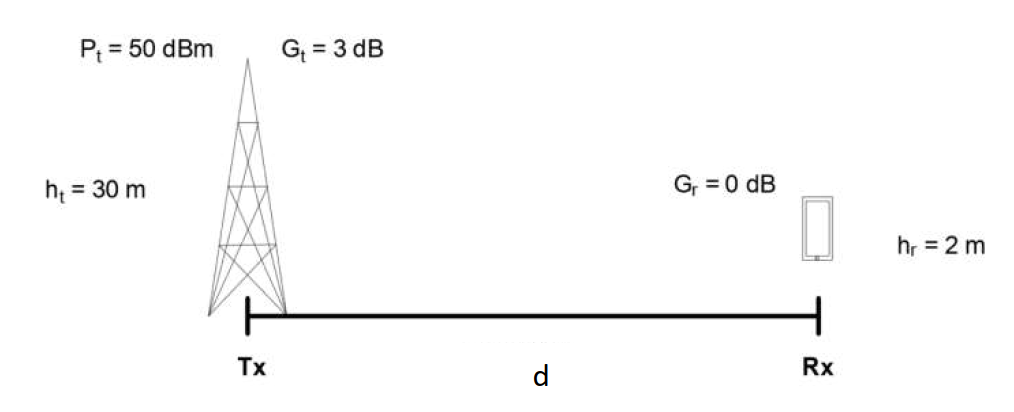 Pt = 50 dBm
Gt = 3 dB
ht = 30 m
Gr = 0 dB
hr = 2 m
Tx
d
Rx